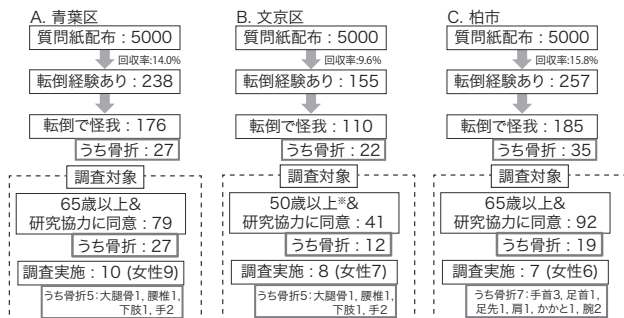 A. 青葉区
質問紙配布 : 5000
回収率:14.0%
転倒経験あり : 238
転倒で怪我 : 176
うち骨折 : 27
調査対象
65歳以上&
研究協力に同意 : 79
うち骨折 : 27
調査実施 : 10 (女性9)
うち骨折5 : 大腿骨1, 腰椎1,
下肢1, 手2
B. 文京区
質問紙配布 : 5000
回収率:9.6%
転倒経験あり : 155
転倒で怪我 : 110
うち骨折 : 22
調査対象
50歳以上※&
研究協力に同意 : 41
うち骨折 : 12
調査実施 : 8 (女性7)
うち骨折5 : 大腿骨1, 腰椎1,
下肢1, 手2
C. 柏市
質問紙配布 : 5000
回収率:15.8%
転倒経験あり : 257
転倒で怪我 : 185
うち骨折 : 35
調査対象
65歳以上&
研究協力に同意 : 92
うち骨折 : 19
調査実施 : 7 (女性6)
うち骨折7 : 手首3, 足首1,
足先1, 肩1, かかと1, 腕2